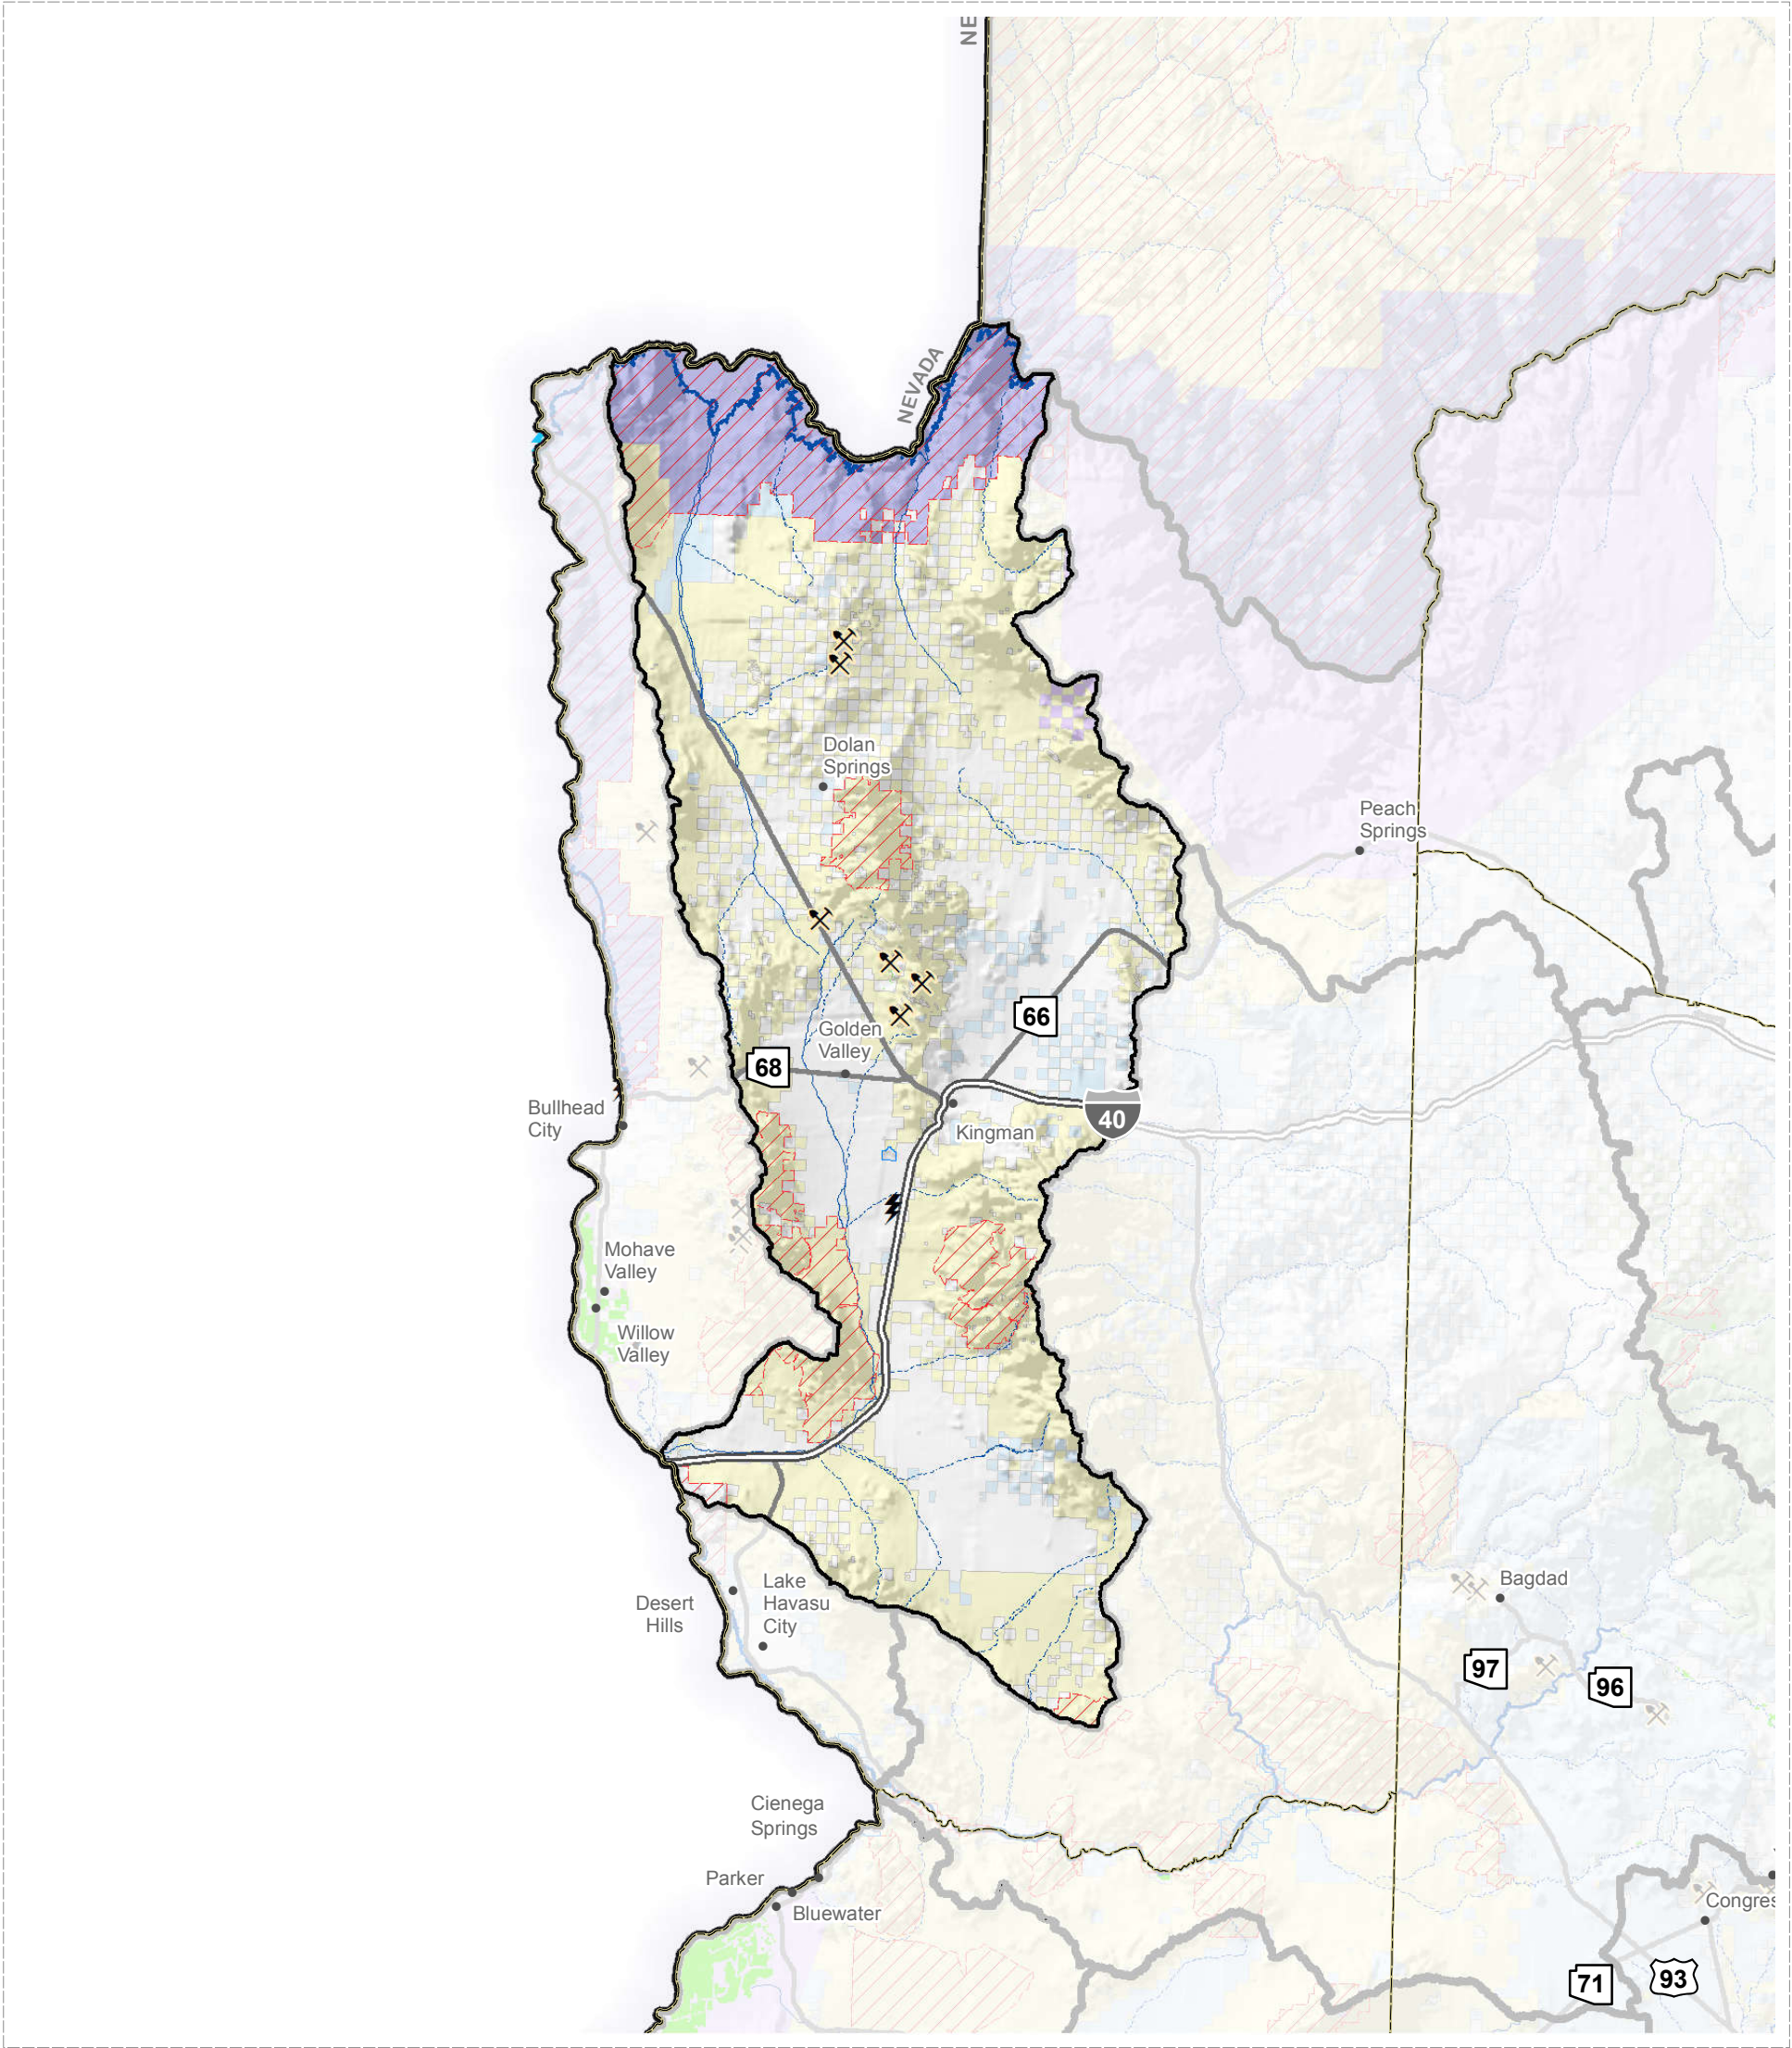 NE
NEVADA
Dolan
Springs
Peach
Springs
66
Golden
Valley
68
Bullhead
City
40
Kingman
Mohave
Valley
Willow
Valley
Desert
Hills
Lake
Havasu
City
Bagdad
97
96
Cienega
Springs
Parker
Bluewater
Congres
71
93